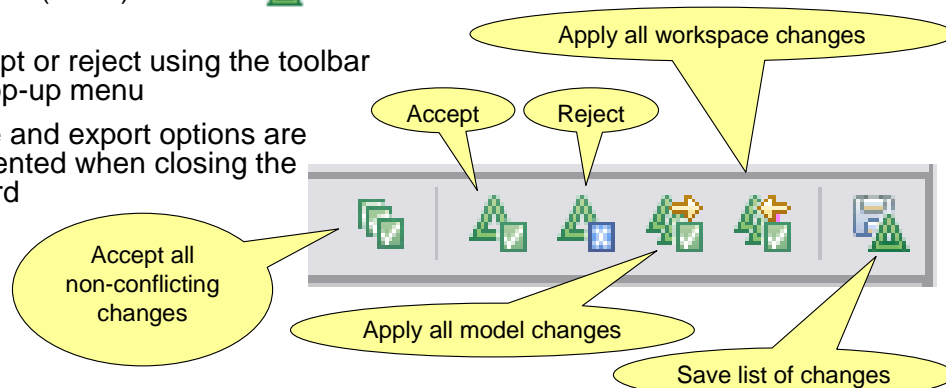 pt or reject using the toolbar
op-up menu
e and export options are
ented when closing the
rd
Apply all workspace changes
Accept
Reject
Accept all
non-conflicting
changes
Apply all model changes
Save list of changes